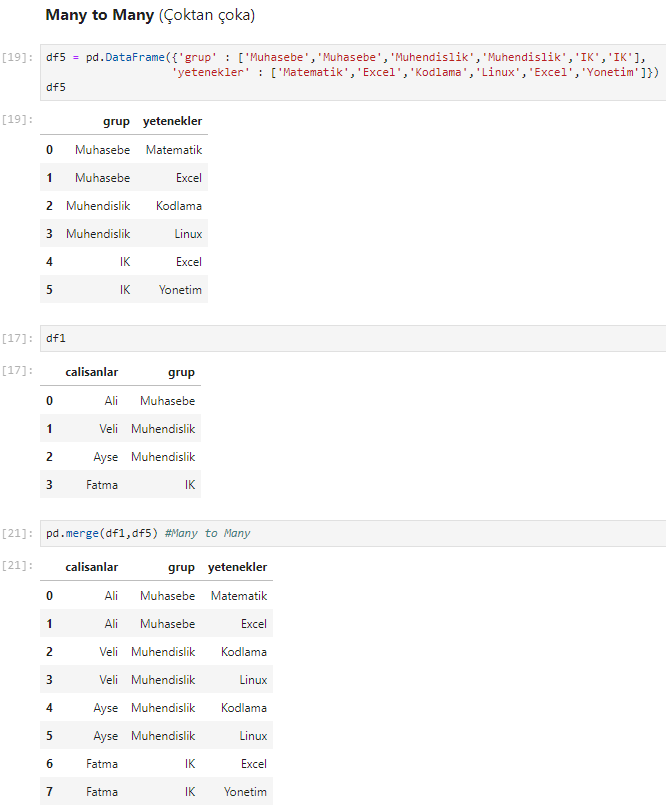 Many to Many (Çoktan çoka)
[19]: df5 = pd.DataFrame({'grup' : ['Muhasebe','Muhasebe','Muhendislik','Muhendislik','IK','IK'],
'yetenekler' : ['Matematik','Excel','Kodlama','Linux','Excel','Yonetim']})
df5
[19]: grup yetenekler
0 Muhasebe Matematik
1 Muhasebe Excel
2 Muhendislik Kodlama
3 Muhendislik Linux
4 IK Excel
5 IK Yonetim
[17]: df1
[17]: calisanlar grup
0 Ali Muhasebe
1 Veli Muhendislik
2 Ayse Muhendislik
3 Fatma IK
[21]: pd.merge(df1,df5) #Many to Many
[21]: calisanlar grup yetenekler
0 Ali Muhasebe Matematik
1 Ali Muhasebe Excel
2 Veli Muhendislik Kodlama
3 Veli Muhendislik Linux
4 Ayse Muhendislik Kodlama
5 Ayse Muhendislik Linux
6 Fatma IK Excel
7 Fatma IK Yonetim